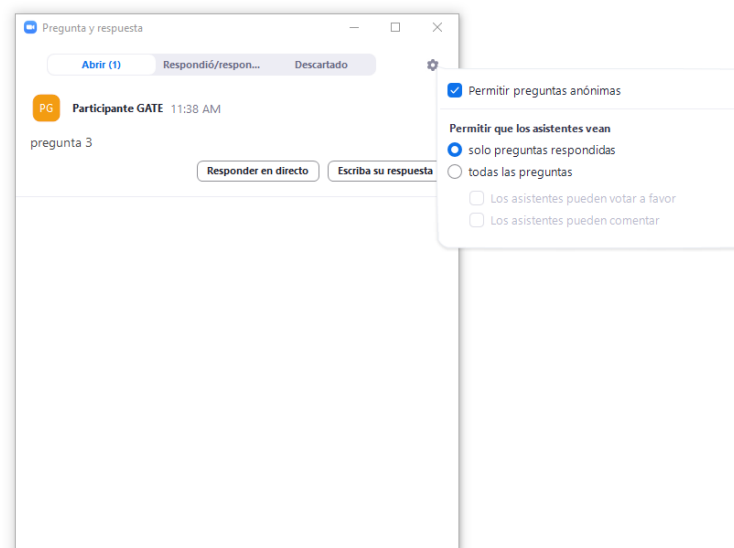 Pregunta y respuesta
Abrir (1) Respondió/respon... Descartado
PG Participante GATE 11:38 AM
pregunta 3
Responder en directo Escriba su respuesta
Permitir preguntas anónimas
Permitir que los asistentes vean
solo preguntas respondidas
todas las preguntas
Los asistentes pueden votar a favor
Los asistentes pueden comentar